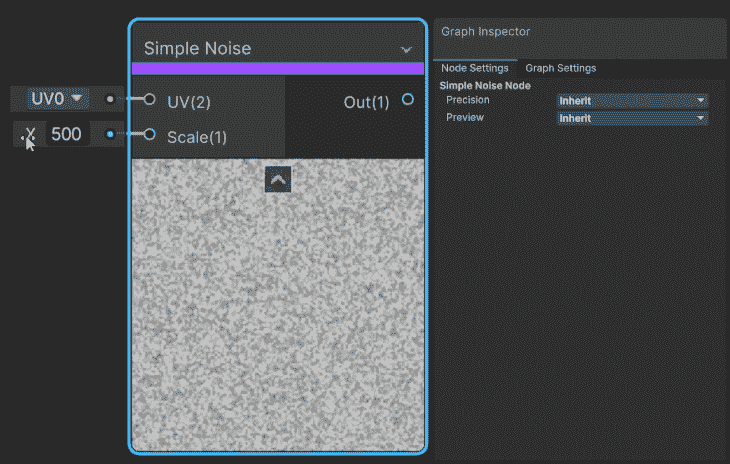 Simple Noise
UV0
UV(2)
Out(1)
X 500
Scale(1)
Graph Inspector
Node Settings Graph Settings
Simple Noise Node
Precision Inherit
Preview Inherit